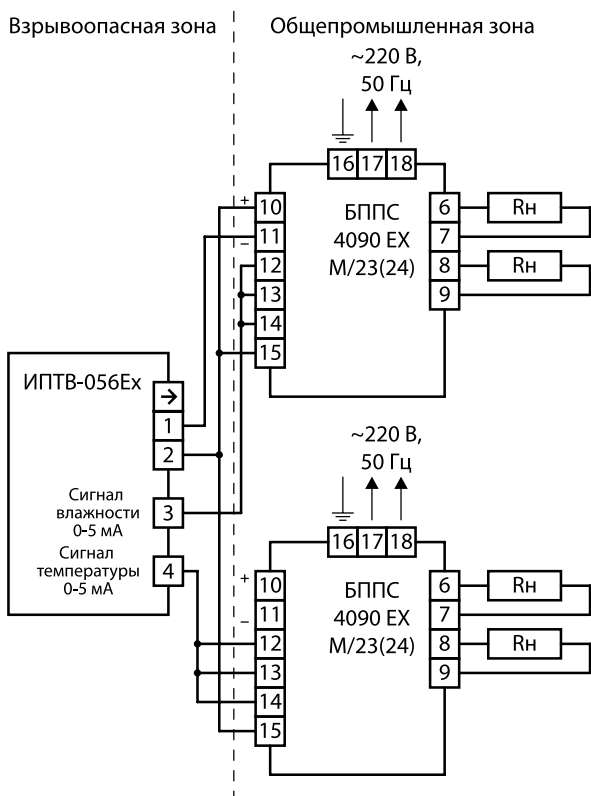 Взрывоопасная зона
Общепромышленная зона
~220 В,
50 Гц
16 17 18
+
10
–
11
12
13
14
15
БППС
4090 EX
М/23(24)
6
7
8
9
Rн
Rн
ИПТВ-056Ex
→
1
2
Сигнал
влажности
0-5 мА
3
Сигнал
температуры
0-5 мА
4
~220 В,
50 Гц
16 17 18
+
10
–
11
12
13
14
15
БППС
4090 EX
М/23(24)
6
7
8
9
Rн
Rн